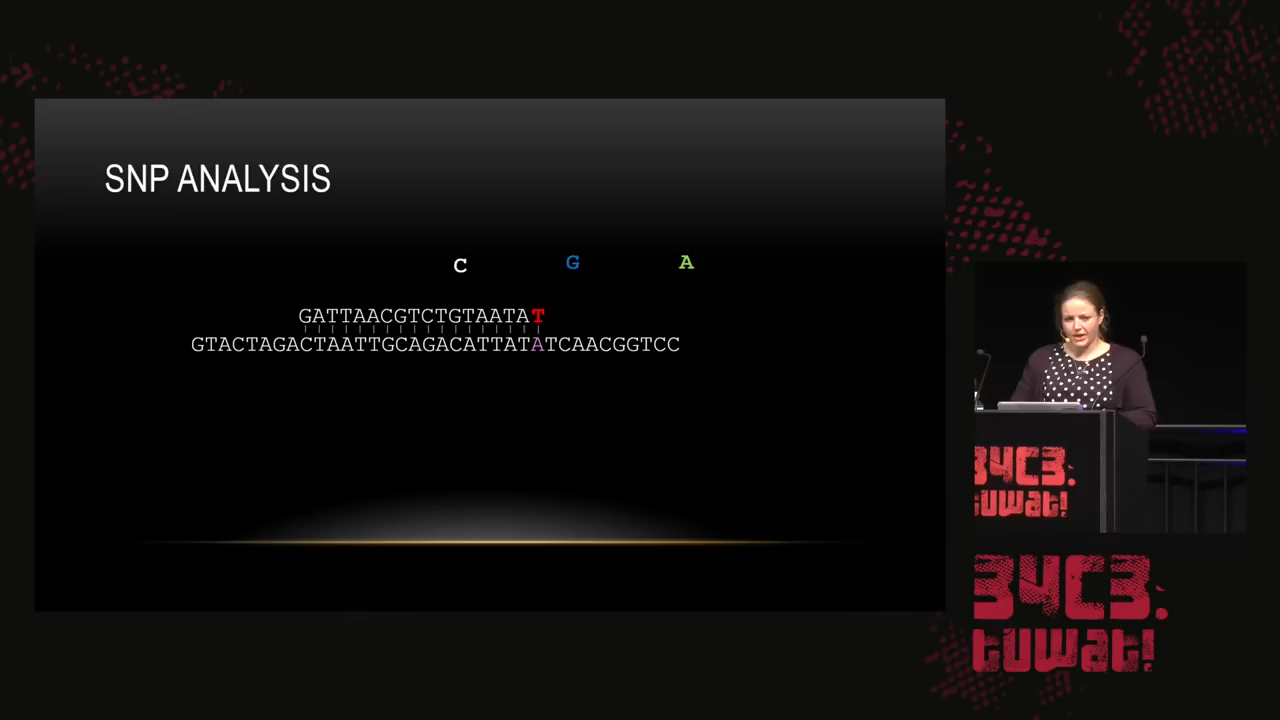 SNP ANALYSIS
C G A
GATTAACGTCTGTAATAT
GTACTAGACTAATTGCAGACATTATATCAACGGTCC
34C3.
tuwat!
34C3.
tuwat!